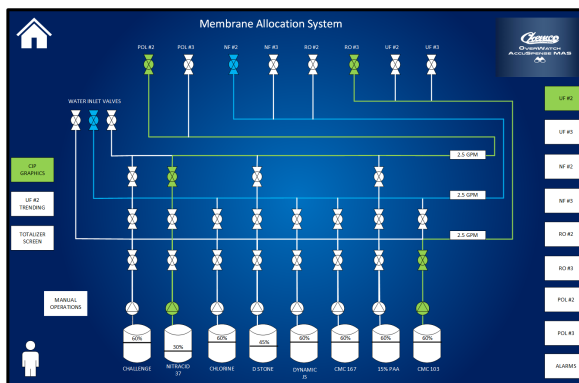 Membrane Allocation System
Chemco
OVERWATCH
ACCUSPENSE MAS
POL #2
POL #3
NF #2
NF #3
RO #2
RO #3
UF #2
UF #3
WATER INLET VALVES
2.5 GPM
2.5 GPM
2.5 GPM
CIP
GRAPHICS
UF #2
TRENDING
TOTALIZER
SCREEN
MANUAL
OPERATIONS
UF #2
UF #3
NF #2
NF #3
RO #2
RO #3
POL #2
POL #3
ALARMS
60%
30%
60%
45%
60%
60%
60%
60%
CHALLENGE
NITRACID
37
CHLORINE
D STONE
DYNAMIC
JS
CMC 167
15% PAA
CMC 103